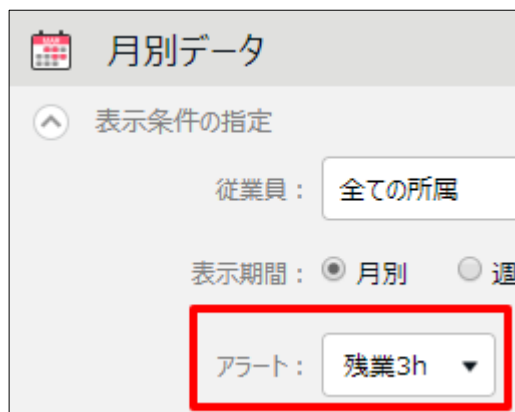 月別データ
表示条件の指定
従業員： 全ての所属
表示期間： 月別 週
アラート： 残業3h